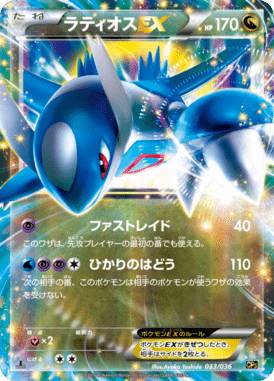 たね
ラティオスEX
HP170
ファストレイド 40
このワザは、先攻プレイヤーの最初の番でも使える。
ひかりのはどう 110
次の相手の番、このポケモンは相手のポケモンが使うワザの効果
を受けない。
×2
ポケモンEXのルール
ポケモンEXがきぜつしたとき、
相手はサイドを2枚とる。
Illus.Ayaka Yoshida 033/036